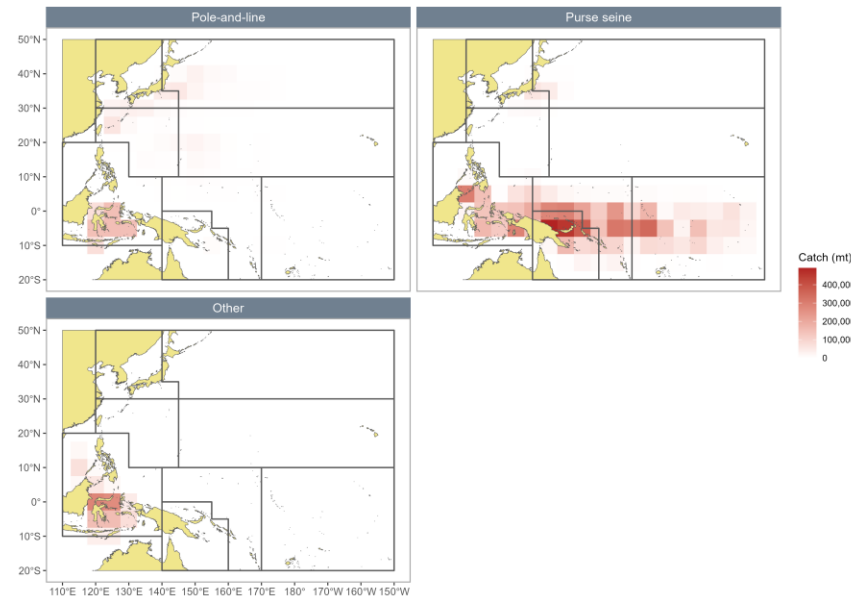 Pole-and-line
Purse seine
50°N
40°N
30°N
20°N
10°N
0°
10°S
20°S
Catch (mt)
400,00
300,00
200,00
100,00
0
Other
50°N
40°N
30°N
20°N
10°N
0°
10°S
20°S
110°E 120°E 130°E 140°E 150°E 160°E 170°E 180° 170°W 160°W 150°W